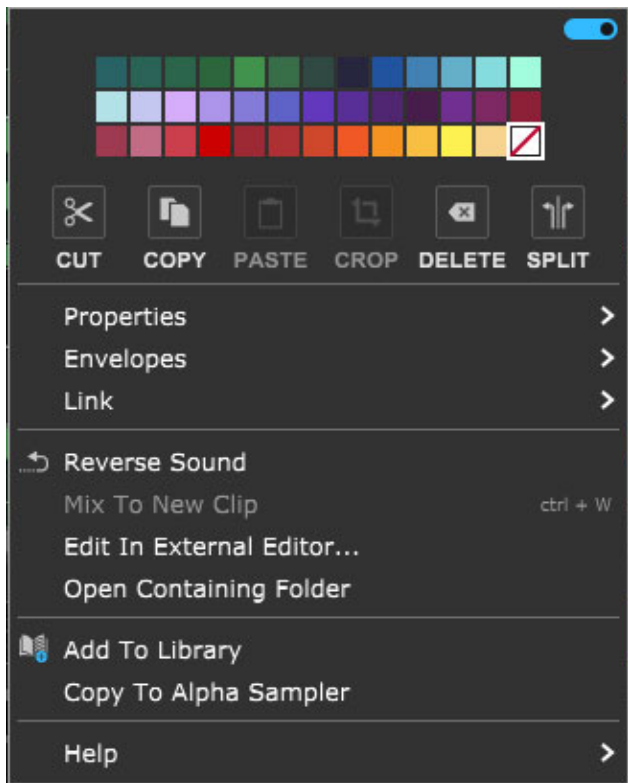 CUT COPY PASTE CROP DELETE SPLIT
Properties
Envelopes
Link
Reverse Sound
Mix To New Clip ctrl + W
Edit In External Editor...
Open Containing Folder
Add To Library
Copy To Alpha Sampler
Help